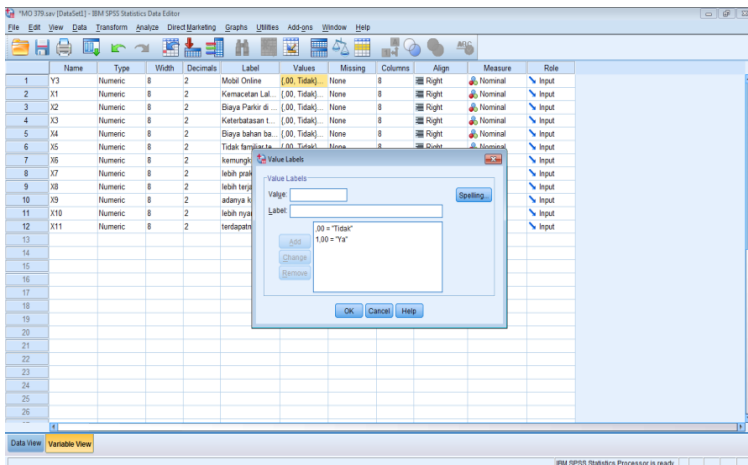 *MO 379.sav [DataSet1] - IBM SPSS Statistics Data Editor
File Edit View Data Transform Analyze Direct Marketing Graphs Utilities Add-ons Window Help
Name Type Width Decimals Label Values Missing Columns Align Measure Role
1 Y3 Numeric 8 2 Mobil Online {,00, Tidak}... None 8 Right Nominal Input
2 X1 Numeric 8 2 Kemacetan Lal... {,00, Tidak}... None 8 Right Nominal Input
3 X2 Numeric 8 2 Biaya Parkir di ... {,00, Tidak}... None 8 Right Nominal Input
4 X3 Numeric 8 2 Keterbatasan t... {,00, Tidak}... None 8 Right Nominal Input
5 X4 Numeric 8 2 Biaya bahan ba... {,00, Tidak}... None 8 Right Nominal Input
6 X5 Numeric 8 2 Tidak familiar te... {,00, Tidak}... None 8 Right Nominal Input
7 X6 Numeric 8 2 kemungk Input
8 X7 Numeric 8 2 lebih prak Input
9 X8 Numeric 8 2 lebih terja Input
10 X9 Numeric 8 2 adanya k Input
11 X10 Numeric 8 2 lebih nya Input
12 X11 Numeric 8 2 terdapatn Input
13
14
15
16
17
18
19
20
21
22
23
24
25
26
Value Labels
Value Labels
Value:
Spelling...
Label:
,00 = "Tidak"
1,00 = "Ya"
Add
Change
Remove
OK Cancel Help
Data View Variable View
IBM SPSS Statistics Processor is ready